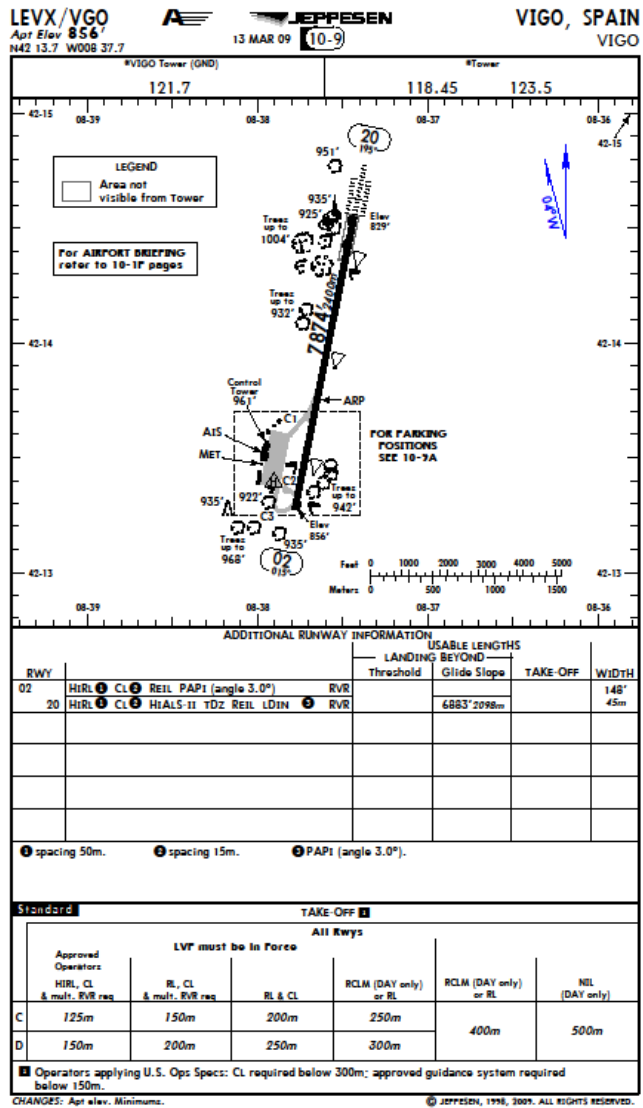 LEVX/VGO
JEPPESEN
VIGO, SPAIN
Apt Elev 856'
13 MAR 09
10-9
VIGO
N42 13.7 W008 37.7
*VIGO Tower (GND)
*Tower
121.7
118.45
123.5
42-15
08-39
08-38
08-37
08-36
42-15
20
195°
951'
LEGEND
Area not
visible from Tower
935'
925'
Elev
829'
Trees
up to
1004'
04°W
For AIRPORT BRIEFING
refer to 10-1P pages
Trees
up to
932'
7874' 2400m
42-14
42-14
Control
Tower
961'
ARP
C1
AIS
MET
FOR PARKING
POSITIONS
SEE 10-9A
C2
922'
Trees
up to
942'
935'
C3
Elev
856'
Trees
up to
968'
935'
02
015°
Feet 0 1000 2000 3000 4000 5000
Meters 0 500 1000 1500
42-13
42-13
08-39
08-38
08-37
08-36
ADDITIONAL RUNWAY INFORMATION
USABLE LENGTHS
LANDING BEYOND
RWY
Threshold
Glide Slope
TAKE-OFF
WIDTH
02 HIRL ❶ CL ❷ REIL PAPI (angle 3.0°) RVR
148'
20 HIRL ❶ CL ❷ HIALS-II TDZ REIL LDIN ❸ RVR
6883' 2098m
45m
❶ spacing 50m. ❷ spacing 15m. ❸ PAPI (angle 3.0°).
Standard
TAKE-OFF 1
All Rwys
LVP must be in Force
Approved
Operators
HIRL, CL
& mult. RVR req
RL, CL
& mult. RVR req
RL & CL
RCLM (DAY only)
or RL
RCLM (DAY only)
or RL
NIL
(DAY only)
C 125m 150m 200m 250m
400m 500m
D 150m 200m 250m 300m
1 Operators applying U.S. Ops Specs: CL required below 300m; approved guidance system required
below 150m.
CHANGES: Apt elev. Minimums.
© JEPPESEN, 1998, 2009. ALL RIGHTS RESERVED.